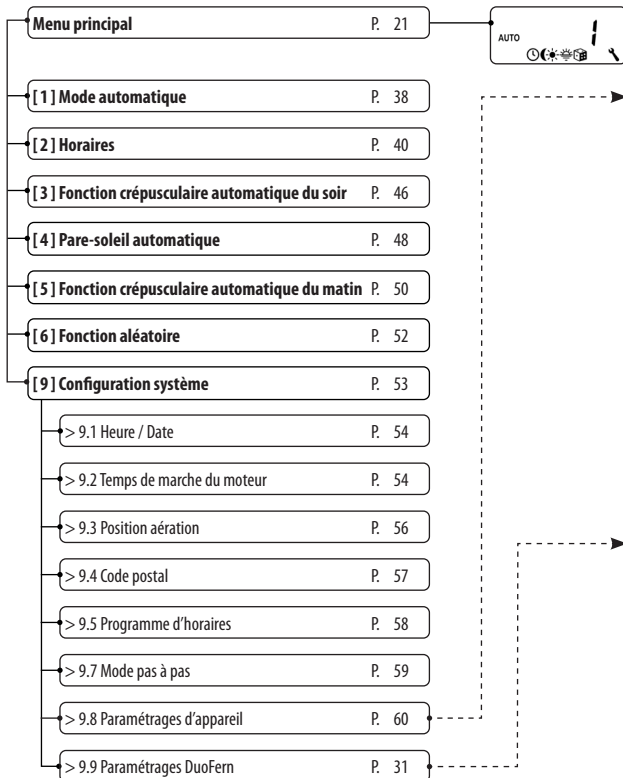 Menu principal P. 21
AUTO 1
[ 1 ] Mode automatique P. 38
[ 2 ] Horaires P. 40
[ 3 ] Fonction crépusculaire automatique du soir P. 46
[ 4 ] Pare-soleil automatique P. 48
[ 5 ] Fonction crépusculaire automatique du matin P. 50
[ 6 ] Fonction aléatoire P. 52
[ 9 ] Configuration système P. 53
> 9.1 Heure / Date P. 54
> 9.2 Temps de marche du moteur P. 54
> 9.3 Position aération P. 56
> 9.4 Code postal P. 57
> 9.5 Programme d’horaires P. 58
> 9.7 Mode pas à pas P. 59
> 9.8 Paramétrages d’appareil P. 60
> 9.9 Paramétrages DuoFern P. 31